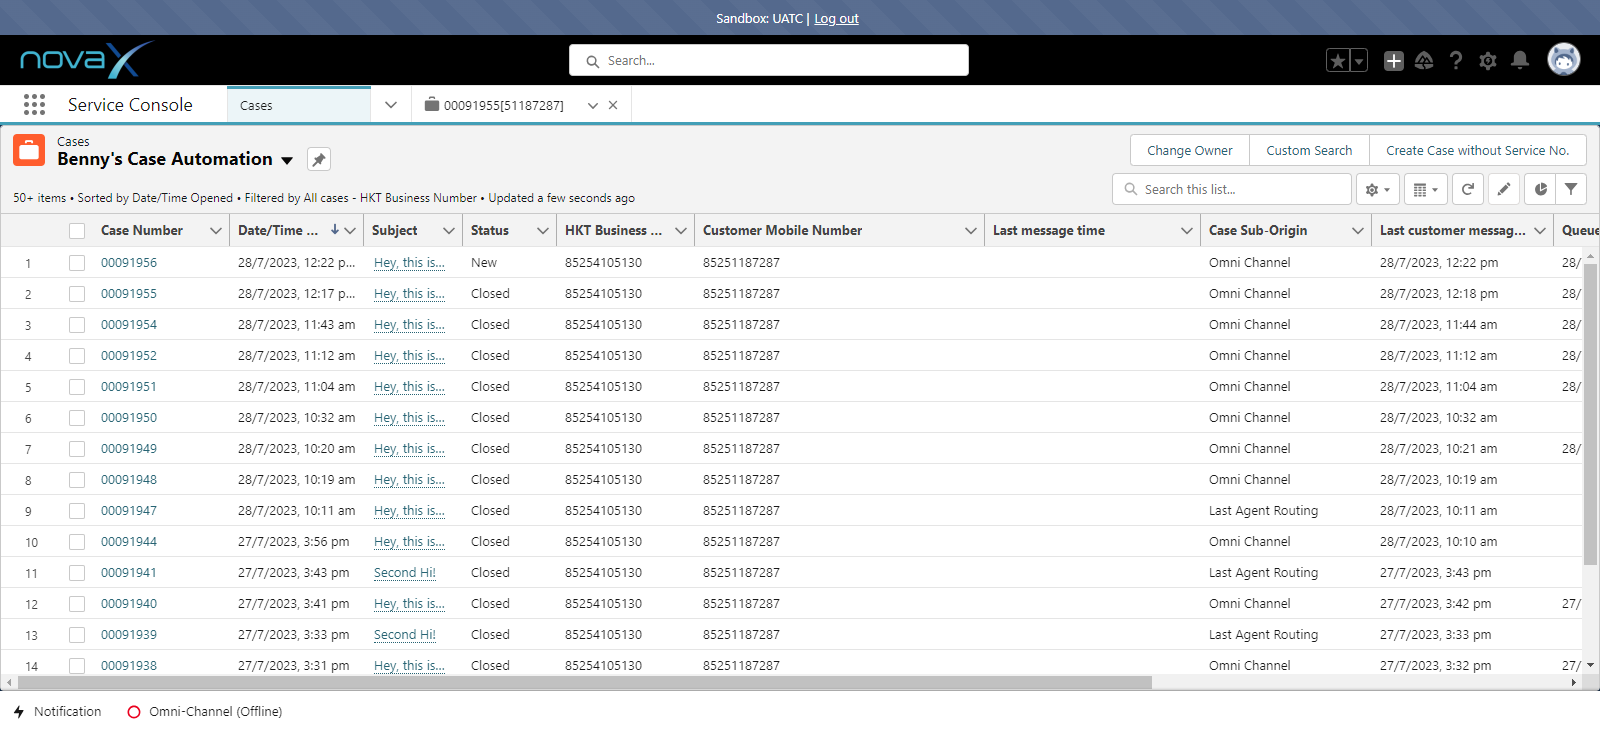 Sandbox: UATC | Log out
novaX
Search...
Service Console
Cases
00091955[51187287]
Cases
Benny's Case Automation
Change Owner
Custom Search
Create Case without Service No.
50+ items • Sorted by Date/Time Opened • Filtered by All cases - HKT Business Number • Updated a few seconds ago
Search this list...
Case Number Date/Time ... Subject Status HKT Business ... Customer Mobile Number Last message time Case Sub-Origin Last customer messag... Queue
1 00091956 28/7/2023, 12:22 p... Hey, this is... New 85254105130 85251187287 Omni Channel 28/7/2023, 12:22 pm 28/
2 00091955 28/7/2023, 12:17 p... Hey, this is... Closed 85254105130 85251187287 Omni Channel 28/7/2023, 12:18 pm 28/
3 00091954 28/7/2023, 11:43 am Hey, this is... Closed 85254105130 85251187287 Omni Channel 28/7/2023, 11:44 am 28/
4 00091952 28/7/2023, 11:12 am Hey, this is... Closed 85254105130 85251187287 Omni Channel 28/7/2023, 11:12 am 28/
5 00091951 28/7/2023, 11:04 am Hey, this is... Closed 85254105130 85251187287 Omni Channel 28/7/2023, 11:04 am 28/
6 00091950 28/7/2023, 10:32 am Hey, this is... Closed 85254105130 85251187287 Omni Channel 28/7/2023, 10:32 am
7 00091949 28/7/2023, 10:20 am Hey, this is... Closed 85254105130 85251187287 Omni Channel 28/7/2023, 10:21 am 28/
8 00091948 28/7/2023, 10:19 am Hey, this is... Closed 85254105130 85251187287 Omni Channel 28/7/2023, 10:19 am
9 00091947 28/7/2023, 10:11 am Hey, this is... Closed 85254105130 85251187287 Last Agent Routing 28/7/2023, 10:11 am
10 00091944 27/7/2023, 3:56 pm Hey, this is... Closed 85254105130 85251187287 Omni Channel 28/7/2023, 10:10 am
11 00091941 27/7/2023, 3:43 pm Second Hi! Closed 85254105130 85251187287 Last Agent Routing 27/7/2023, 3:43 pm
12 00091940 27/7/2023, 3:41 pm Hey, this is... Closed 85254105130 85251187287 Omni Channel 27/7/2023, 3:42 pm 27/
13 00091939 27/7/2023, 3:33 pm Second Hi! Closed 85254105130 85251187287 Last Agent Routing 27/7/2023, 3:33 pm
14 00091938 27/7/2023, 3:31 pm Hey, this is... Closed 85254105130 85251187287 Omni Channel 27/7/2023, 3:32 pm 27/
Notification
Omni-Channel (Offline)